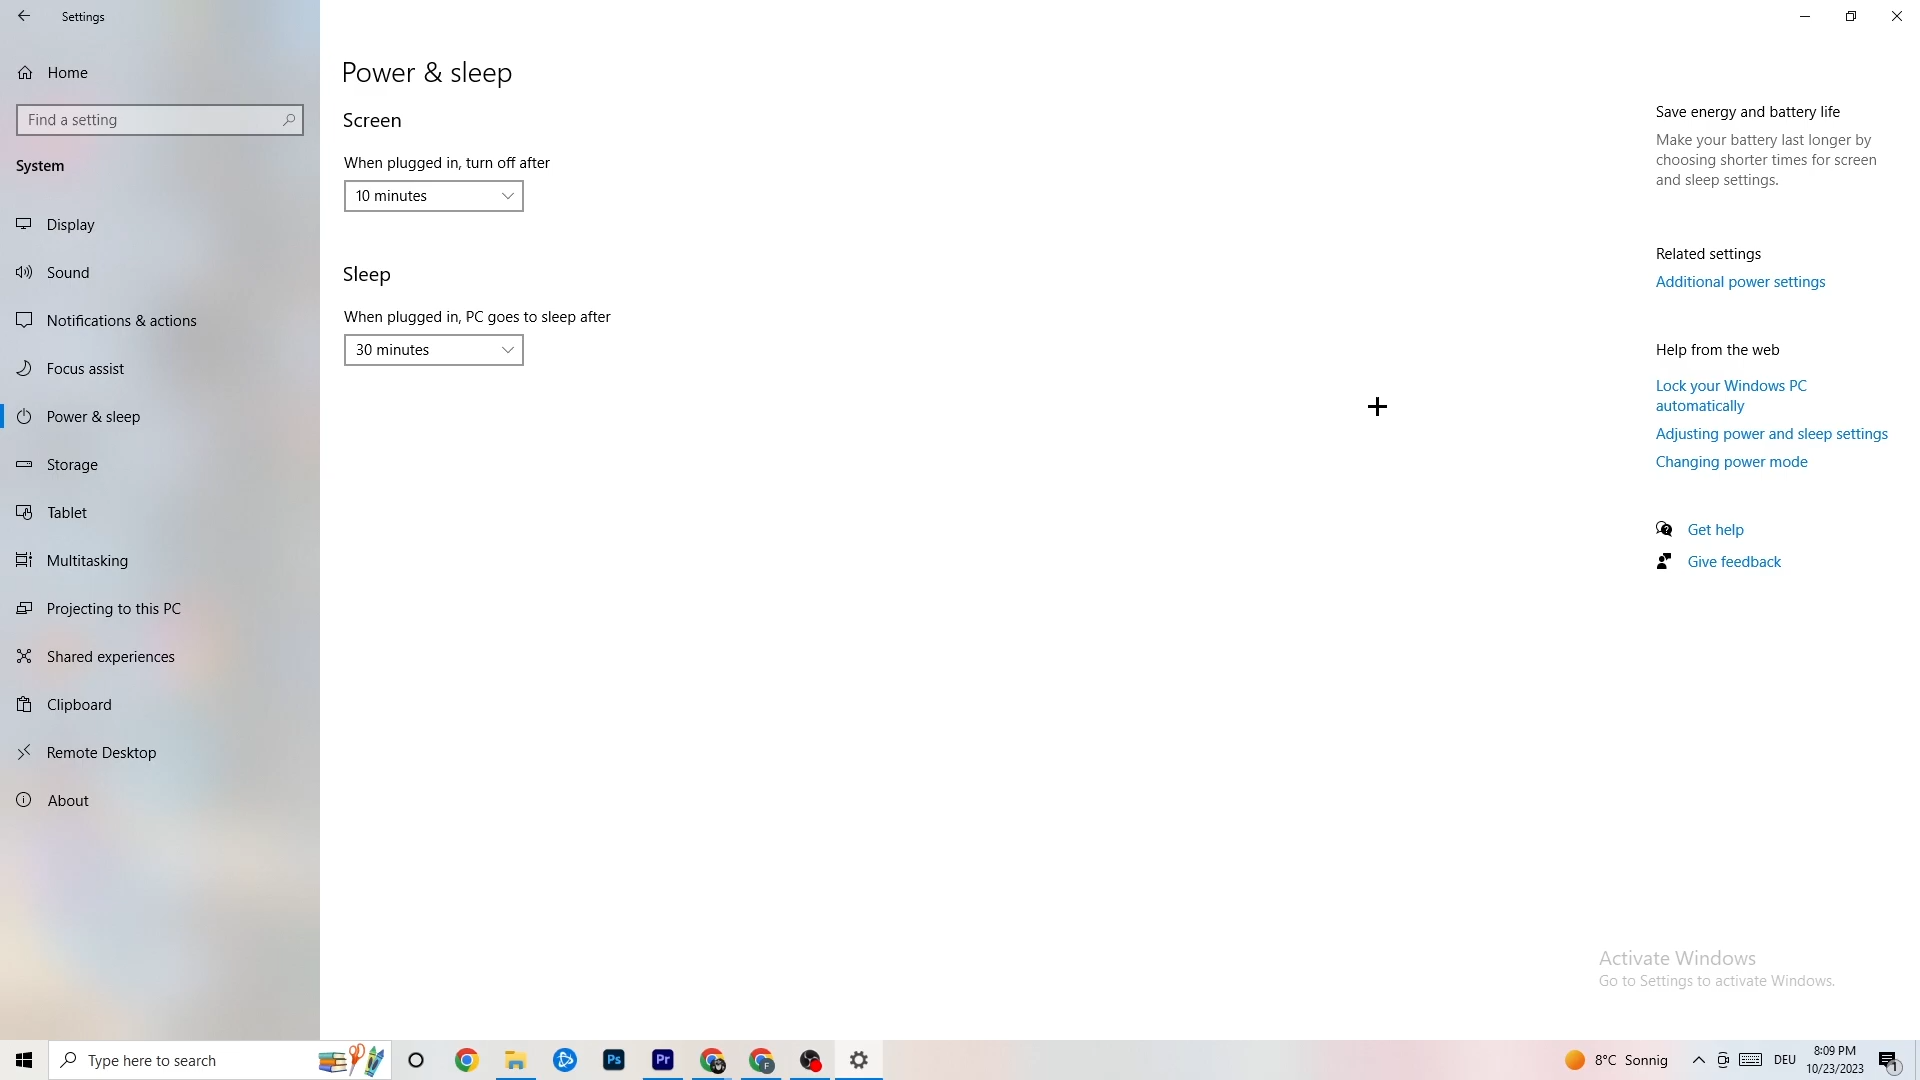 Settings
Home
Find a setting
System
Display
Sound
Notifications & actions
Focus assist
Power & sleep
Storage
Tablet
Multitasking
Projecting to this PC
Shared experiences
Clipboard
Remote Desktop
About
Power & sleep
Screen
When plugged in, turn off after
10 minutes
Sleep
When plugged in, PC goes to sleep after
30 minutes
Save energy and battery life
Make your battery last longer by
choosing shorter times for screen
and sleep settings.
Related settings
Additional power settings
Help from the web
Lock your Windows PC
automatically
Adjusting power and sleep settings
Changing power mode
Get help
Give feedback
Activate Windows
Go to Settings to activate Windows.
Type here to search
Ps
Pr
F
8°C Sonnig
DEU
8:09 PM
10/23/2023
1